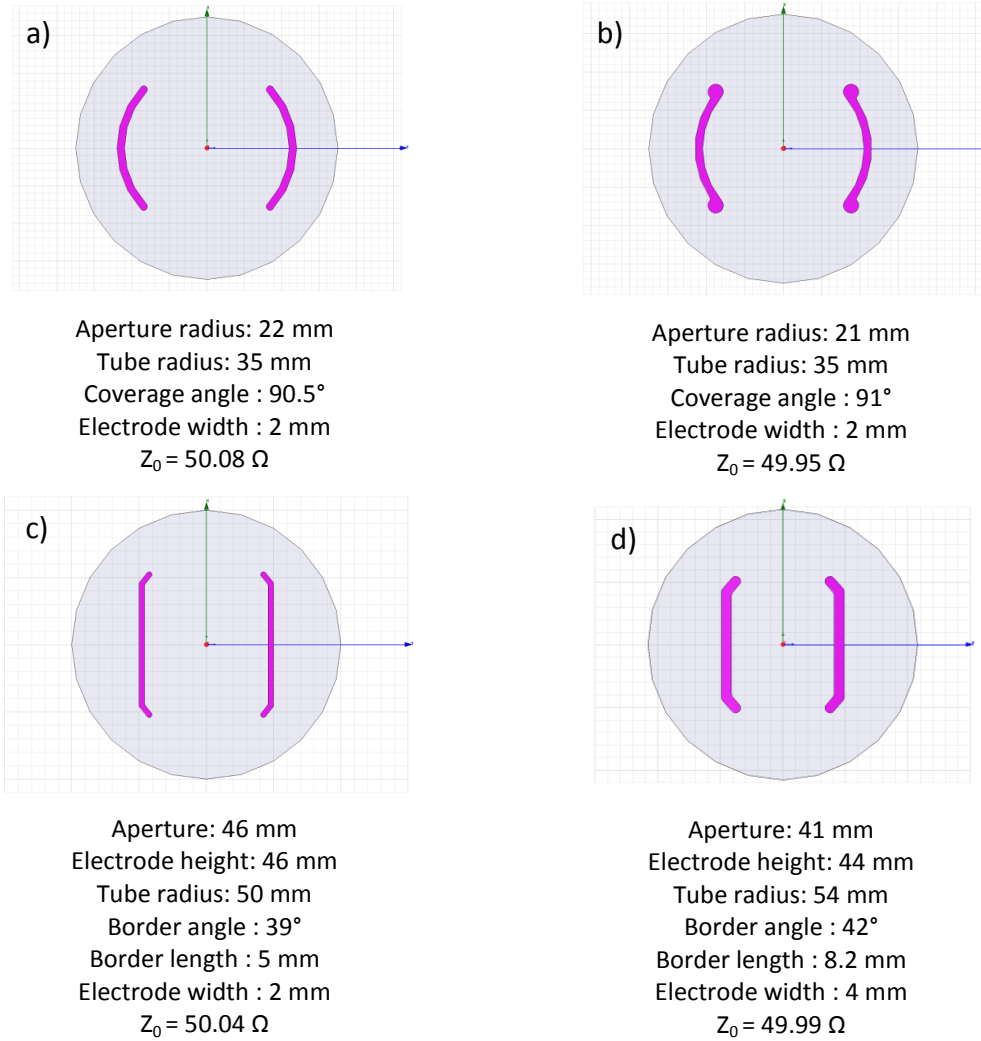 a)
Aperture radius: 22 mm
Tube radius: 35 mm
Coverage angle : 90.5°
Electrode width : 2 mm
Z₀ = 50.08 Ω
b)
Aperture radius: 21 mm
Tube radius: 35 mm
Coverage angle : 91°
Electrode width : 2 mm
Z₀ = 49.95 Ω
c)
Aperture: 46 mm
Electrode height: 46 mm
Tube radius: 50 mm
Border angle : 39°
Border length : 5 mm
Electrode width : 2 mm
Z₀ = 50.04 Ω
d)
Aperture: 41 mm
Electrode height: 44 mm
Tube radius: 54 mm
Border angle : 42°
Border length : 8.2 mm
Electrode width : 4 mm
Z₀ = 49.99 Ω